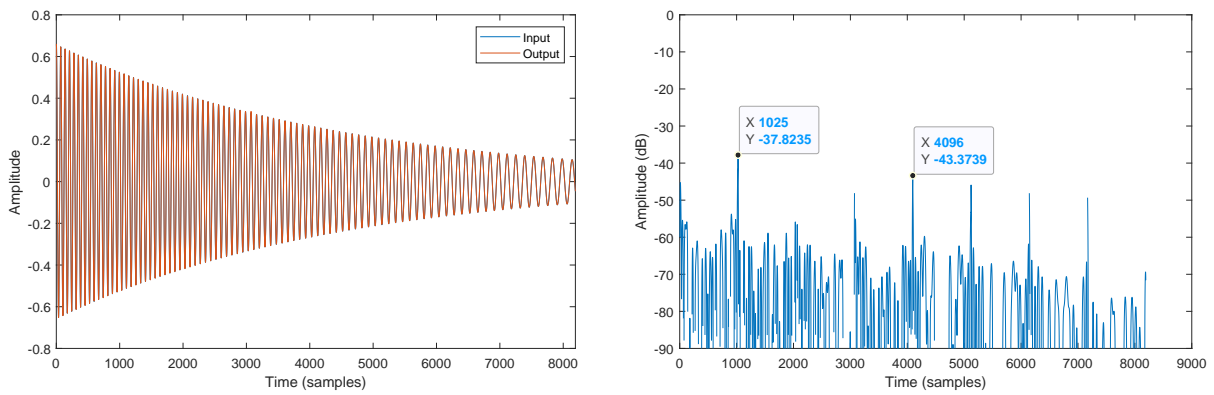 0.8
0.6
0.4
0.2
0
-0.2
-0.4
-0.6
-0.8
Amplitude
0 1000 2000 3000 4000 5000 6000 7000 8000
Time (samples)
Input
Output
0
-10
-20
-30
-40
-50
-60
-70
-80
-90
Amplitude (dB)
0 1000 2000 3000 4000 5000 6000 7000 8000 9000
Time (samples)
X 1025
Y -37.8235
X 4096
Y -43.3739